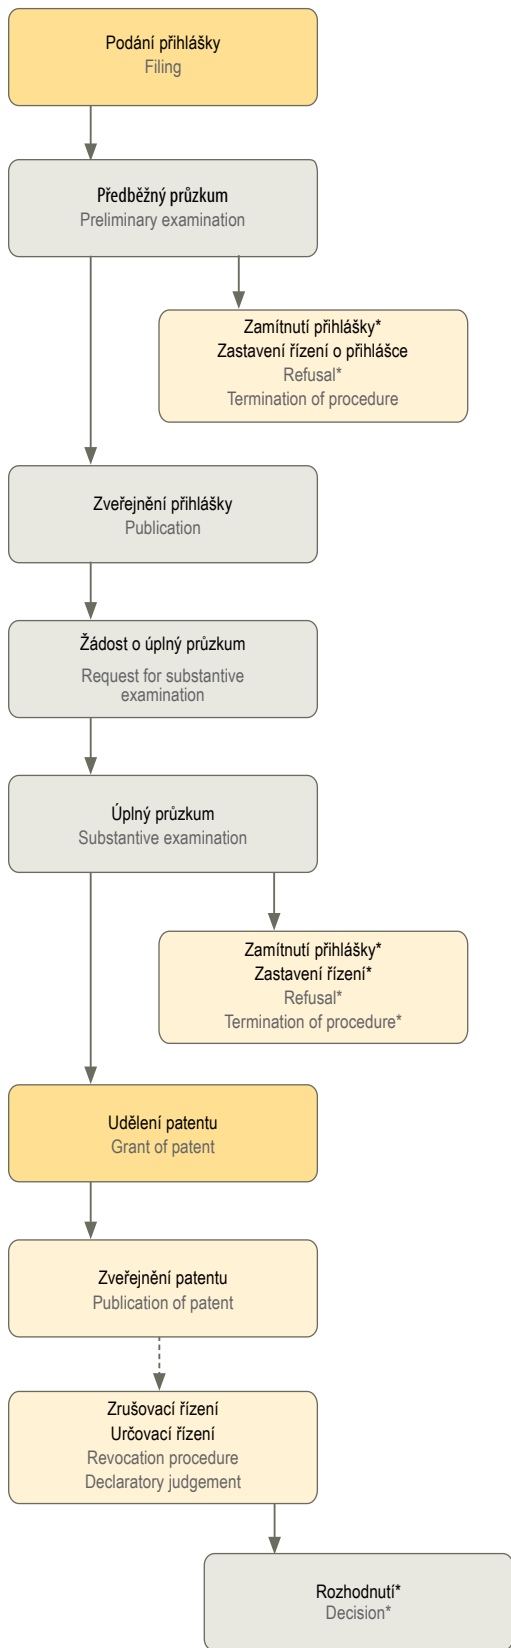 Podání přihlášky
Filing
Předběžný průzkum
Preliminary examination
Zamítnutí přihlášky*
Zastavení řízení o přihlášce
Refusal*
Termination of procedure
Zveřejnění přihlášky
Publication
Žádost o úplný průzkum
Request for substantive
examination
Úplný průzkum
Substantive examination
Zamítnutí přihlášky*
Zastavení řízení*
Refusal*
Termination of procedure*
Udělení patentu
Grant of patent
Zveřejnění patentu
Publication of patent
Zrušovací řízení
Určovací řízení
Revocation procedure
Declaratory judgement
Rozhodnutí*
Decision*